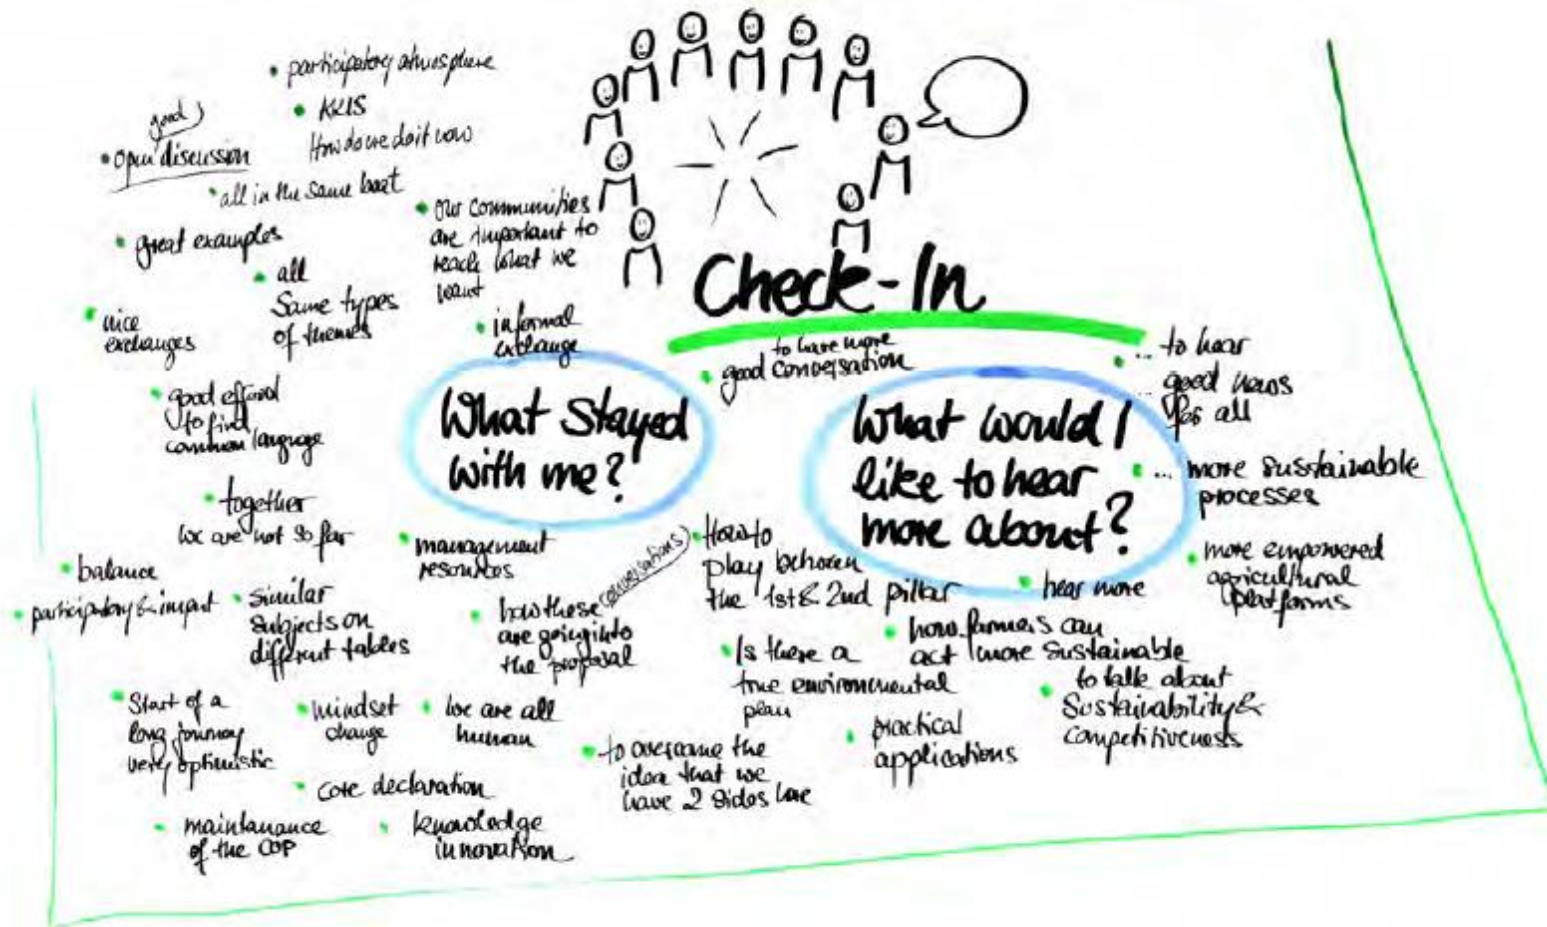 participatory atmosphere
AKIS
How do we do it now
good
open discussion
all in the same boat
great examples
our communities
are important to
reach what we
want
all
Same types
of themes
nice
exchanges
informal
exchange
Check-In
to have more
good conversation
... to hear
... good news
for all
good efford
to find
common language
What stayed
with me?
What would I
like to hear
more about?
... more sustainable
processes
together
we are not so far
management
resources
conversations
How to
play between
the 1st & 2nd pillar
hear more
more empowered
agricultural
platforms
balance
participatory & impact
similar
subjects on
different tables
how these
are going into
the proposal
Is there a
true environmental
plan
how farmers can
act more sustainable
to talk about
Sustainability &
competitiveness
Start of a
long journey
very optimistic
mindset
change
we are all
human
to overcome the
idea that we
have 2 sides here
practical
applications
core declaration
maintanance
of the COP
knowledge
innovation